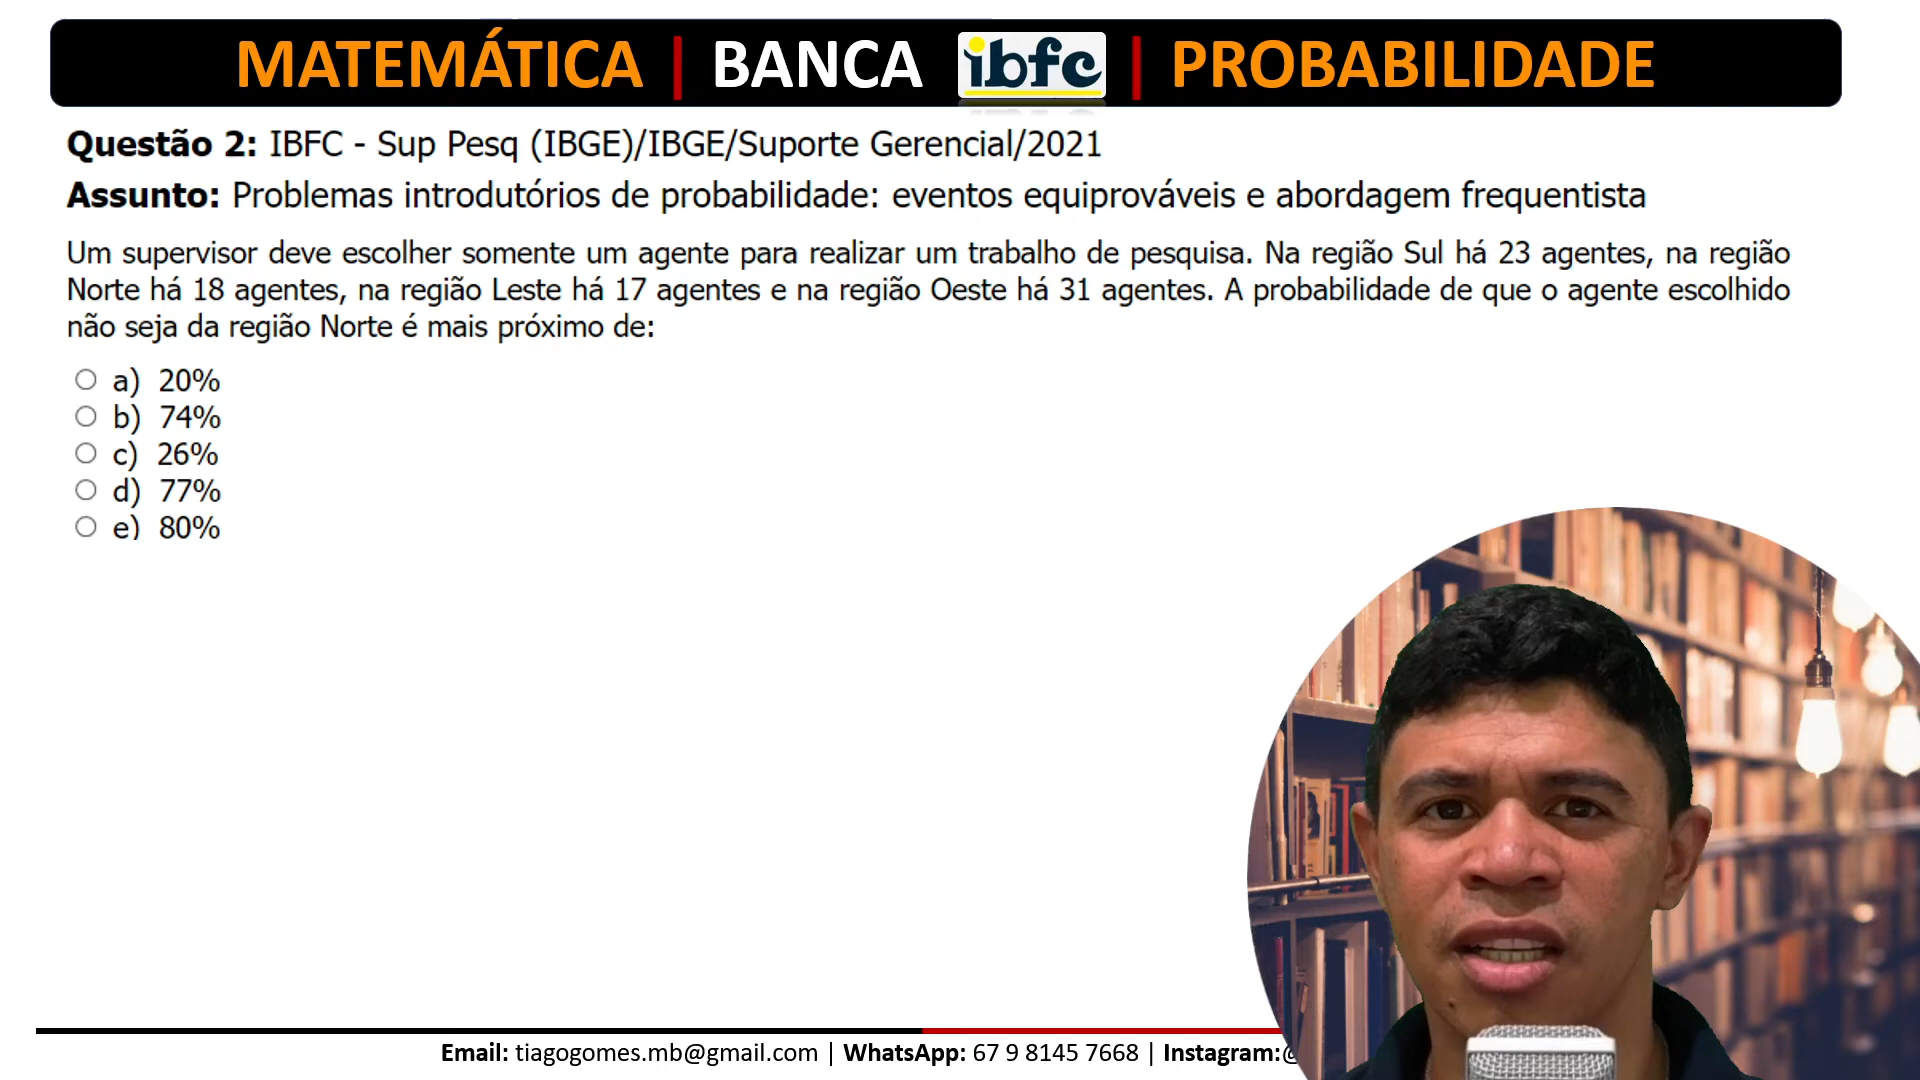 MATEMÁTICA | BANCA ibfc | PROBABILIDADE
Questão 2: IBFC - Sup Pesq (IBGE)/IBGE/Suporte Gerencial/2021
Assunto: Problemas introdutórios de probabilidade: eventos equiprováveis e abordagem frequentista
Um supervisor deve escolher somente um agente para realizar um trabalho de pesquisa. Na região Sul há 23 agentes, na região
Norte há 18 agentes, na região Leste há 17 agentes e na região Oeste há 31 agentes. A probabilidade de que o agente escolhido
não seja da região Norte é mais próximo de:
a) 20%
b) 74%
c) 26%
d) 77%
e) 80%
Email: tiagogomes.mb@gmail.com | WhatsApp: 67 9 8145 7668 | Instagram:@